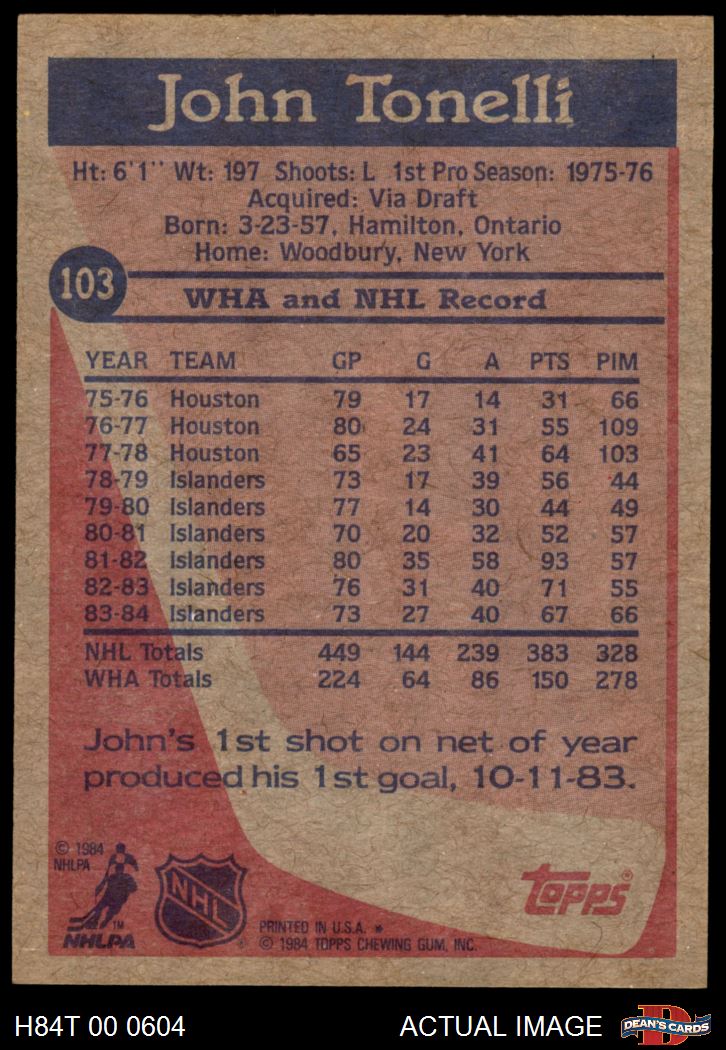 John Tonelli
Ht: 6'1'' Wt: 197 Shoots: L 1st Pro Season: 1975-76
Acquired: Via Draft
Born: 3-23-57, Hamilton, Ontario
Home: Woodbury, New York
103
WHA and NHL Record
YEAR TEAM GP G A PTS PIM
75-76 Houston 79 17 14 31 66
76-77 Houston 80 24 31 55 109
77-78 Houston 65 23 41 64 103
78-79 Islanders 73 17 39 56 44
79-80 Islanders 77 14 30 44 49
80-81 Islanders 70 20 32 52 57
81-82 Islanders 80 35 58 93 57
82-83 Islanders 76 31 40 71 55
83-84 Islanders 73 27 40 67 66
NHL Totals 449 144 239 383 328
WHA Totals 224 64 86 150 278
John's 1st shot on net of year
produced his 1st goal, 10-11-83.
© 1984
NHLPA
TM
NHLPA
NHL
topps®
PRINTED IN U.S.A. *
© 1984 TOPPS CHEWING GUM, INC.
H84T 00 0604
ACTUAL IMAGE
D
DEAN'S CARDS